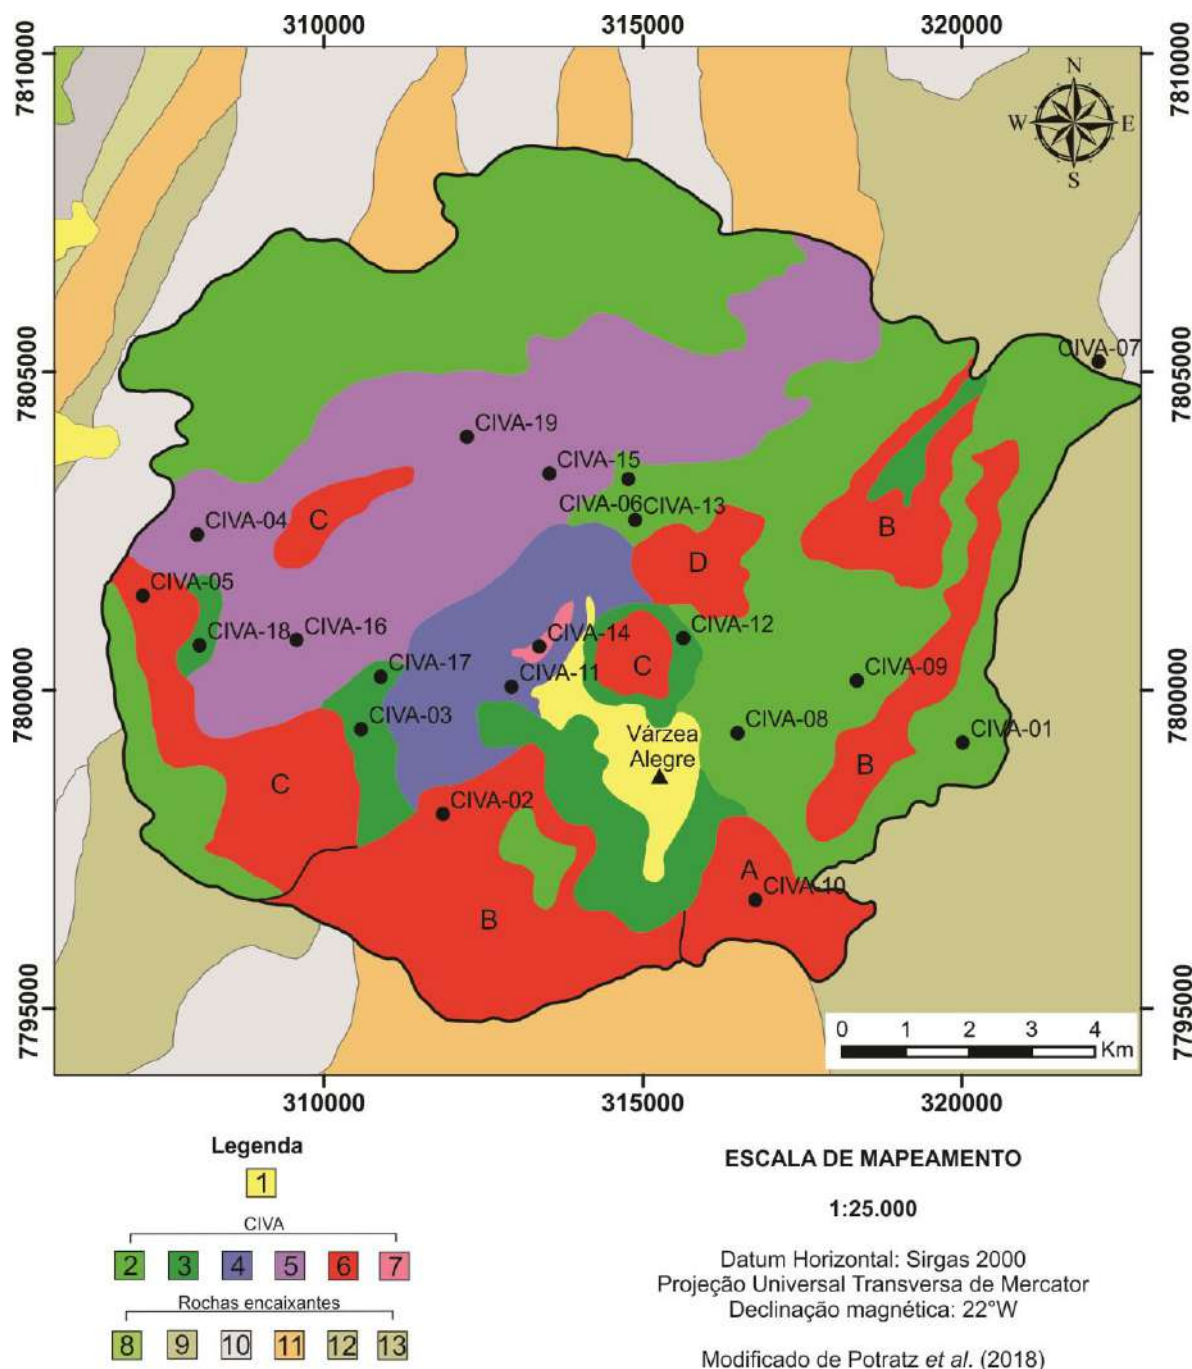 310000
315000
320000
7810000
7810000
N
W
E
S
CIVA-07
7805000
7805000
CIVA-19
CIVA-15
CIVA-06
CIVA-13
C
CIVA-04
B
D
CIVA-05
CIVA-18
CIVA-16
CIVA-14
CIVA-12
C
CIVA-17
CIVA-11
CIVA-09
7800000
7800000
CIVA-03
Várzea
Alegre
CIVA-08
CIVA-01
C
B
CIVA-02
A
CIVA-10
B
7795000
7795000
0 1 2 3 4
Km
310000
315000
320000
Legenda
1
CIVA
2 3 4 5 6 7
Rochas encaixantes
8 9 10 11 12 13
ESCALA DE MAPEAMENTO
1:25.000
Datum Horizontal: Sirgas 2000
Projeção Universal Transversa de Mercator
Declinação magnética: 22°W
Modificado de Potratz et al. (2018)